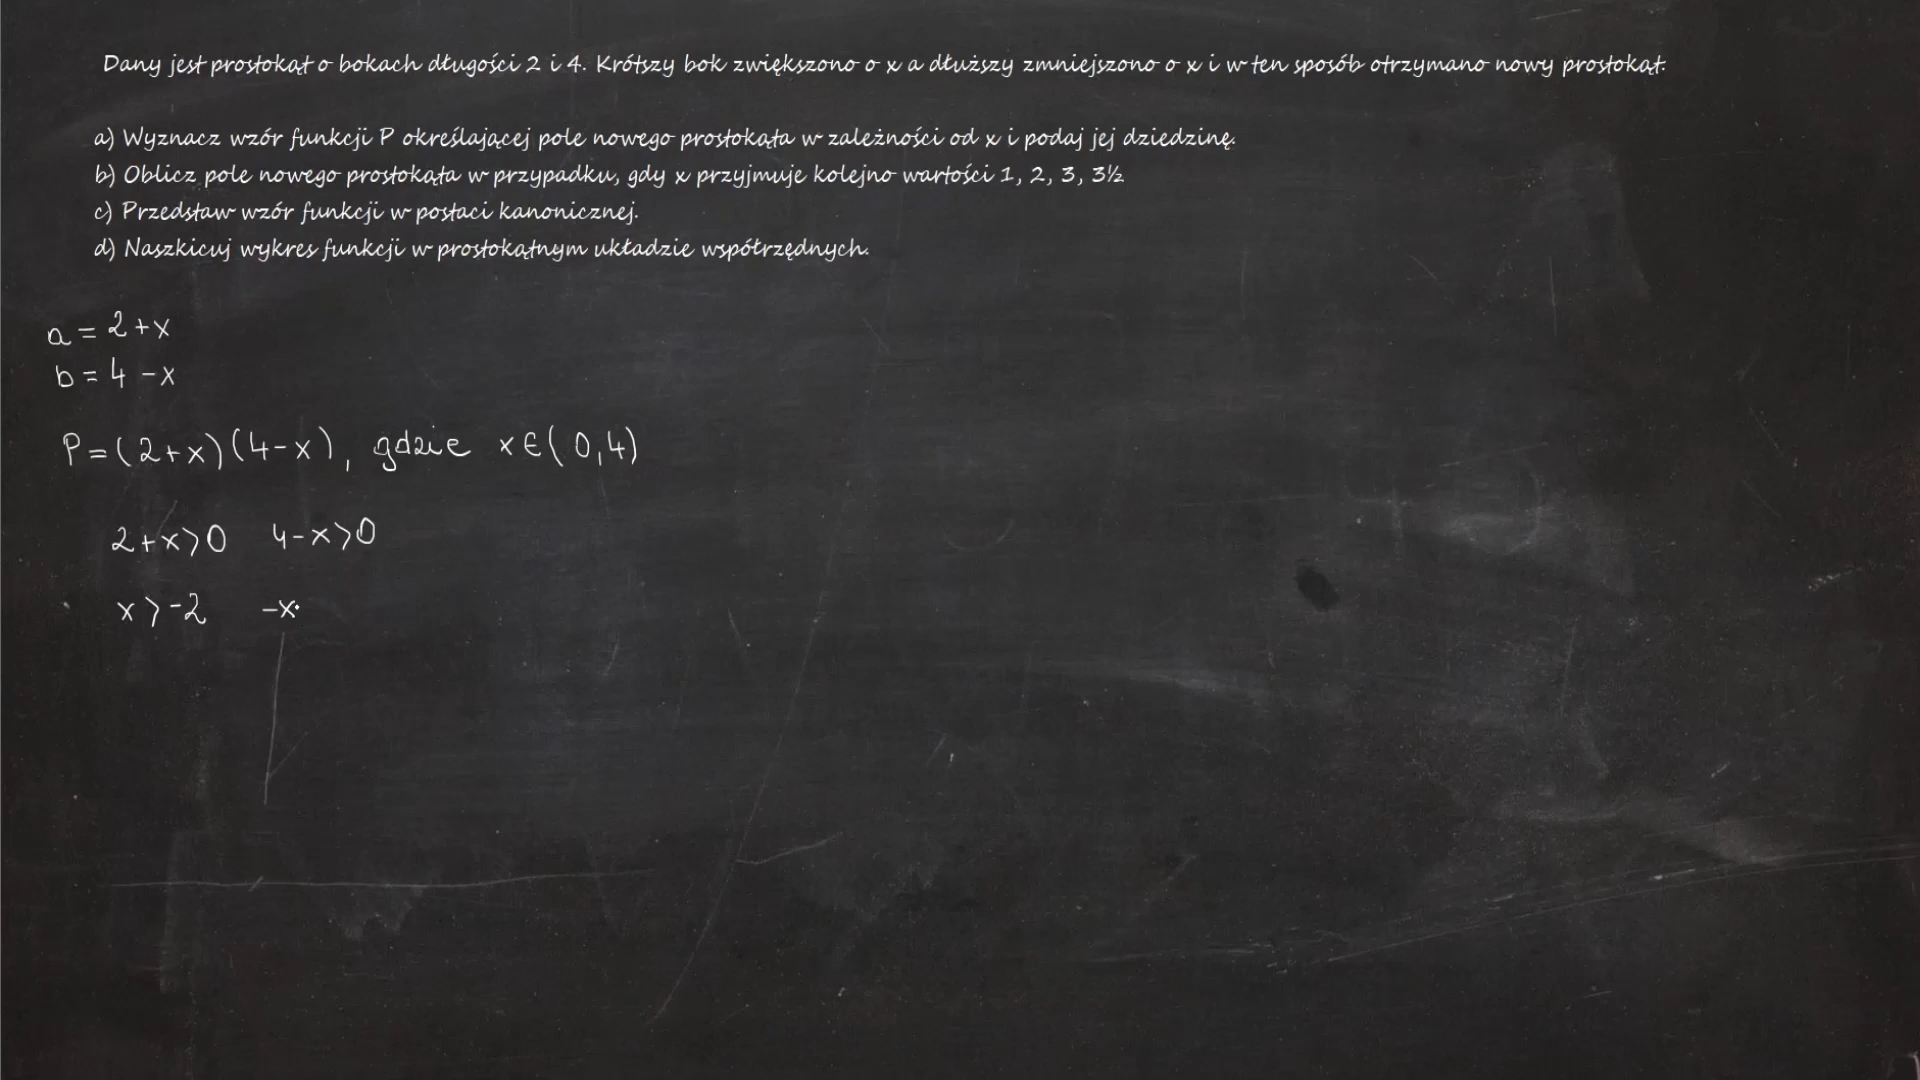 Dany jest prostokąt o bokach długości 2 i 4. Krótszy bok zwiększono o x a dłuższy zmniejszono o x i w ten sposób otrzymano nowy prostokąt.
a) Wyznacz wzór funkcji P określającej pole nowego prostokąta w zależności od x i podaj jej dziedzinę.
b) Oblicz pole nowego prostokąta w przypadku, gdy x przyjmuje kolejno wartości 1, 2, 3, 3½
c) Przedstaw wzór funkcji w postaci kanonicznej.
d) Naszkicuj wykres funkcji w prostokątnym układzie współrzędnych.
a = 2+x
b = 4 -x
P=(2+x)(4-x), gdzie x∈(0,4)
2+x>0 4-x>0
x>-2 -x